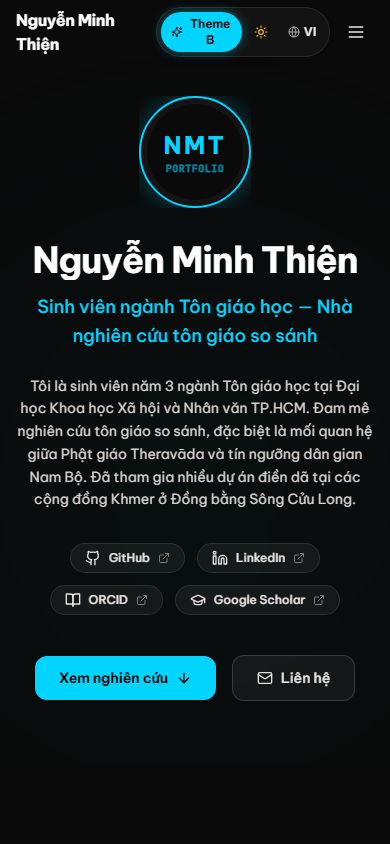 Nguyễn Minh
Thiện
Theme
B
VI
NMT
PORTFOLIO
Nguyễn Minh Thiện
Sinh viên ngành Tôn giáo học — Nhà
nghiên cứu tôn giáo so sánh
Tôi là sinh viên năm 3 ngành Tôn giáo học tại Đại
học Khoa học Xã hội và Nhân văn TP.HCM. Đam mê
nghiên cứu tôn giáo so sánh, đặc biệt là mối quan hệ
giữa Phật giáo Theravāda và tín ngưỡng dân gian
Nam Bộ. Đã tham gia nhiều dự án điền dã tại các
cộng đồng Khmer ở Đồng bằng Sông Cửu Long.
GitHub
LinkedIn
ORCID
Google Scholar
Xem nghiên cứu
Liên hệ